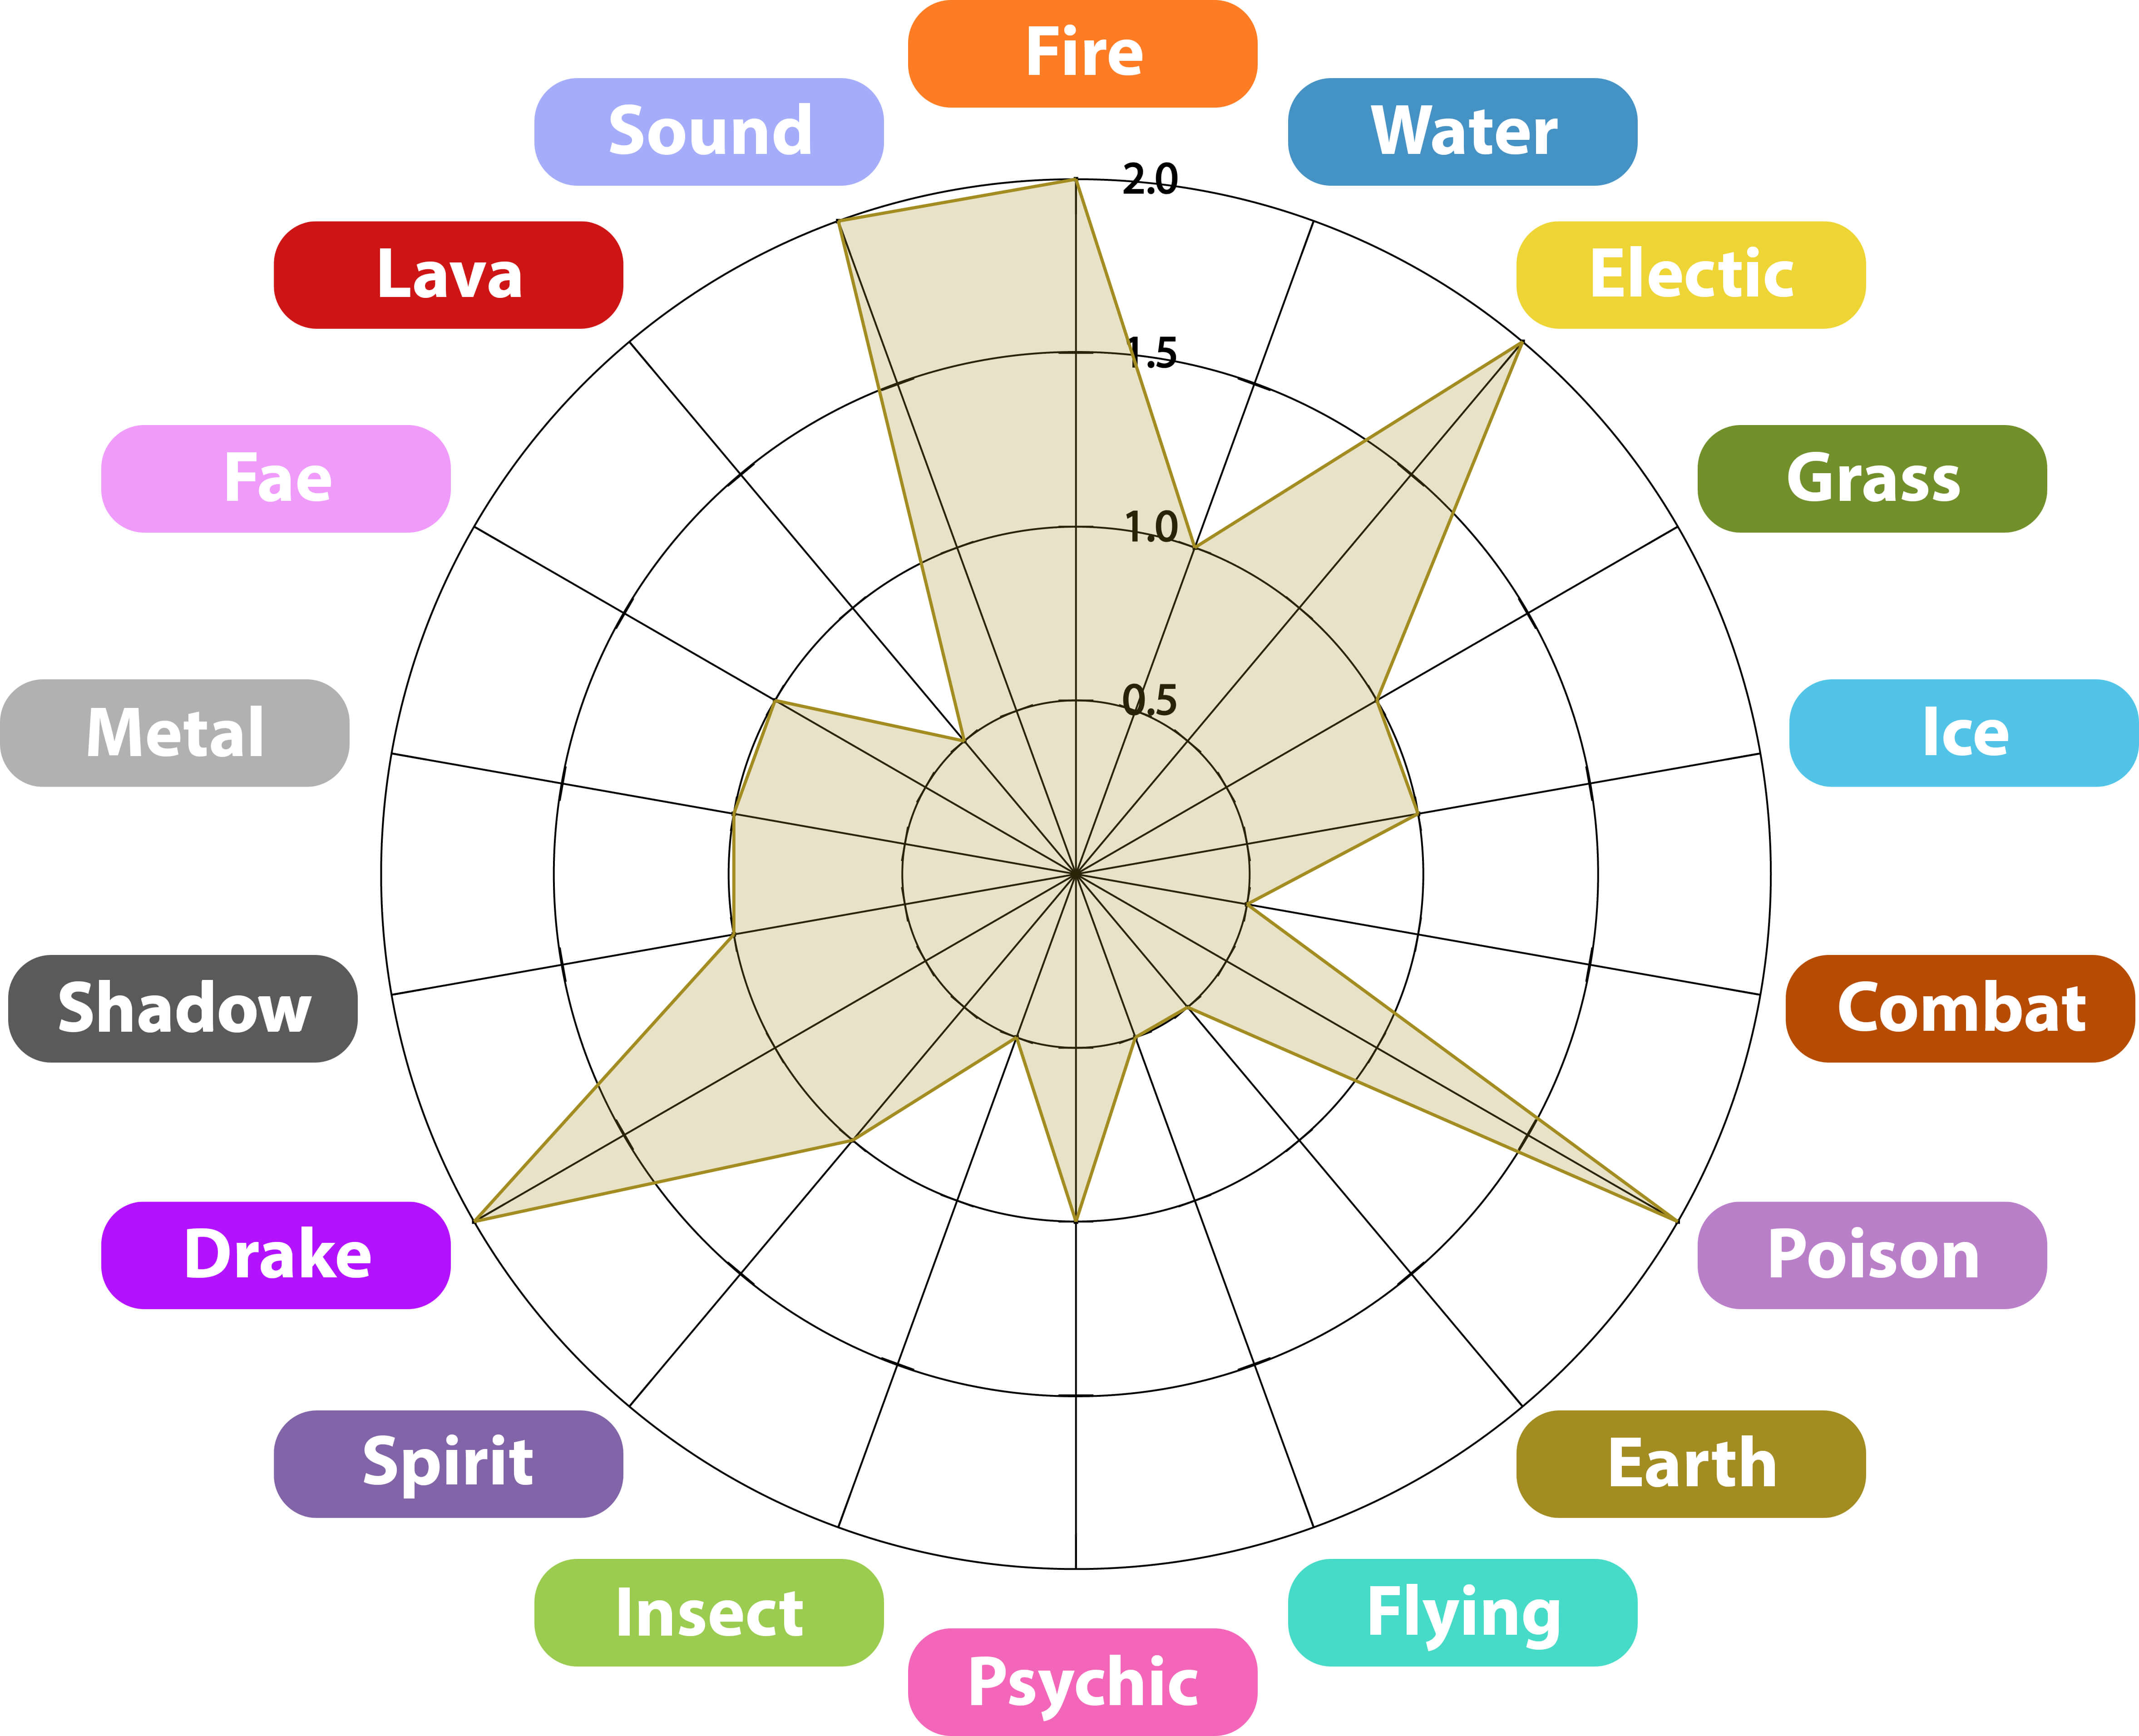 Fire
Sound
Water
2.0
Lava
Electic
1.5
Fae
Grass
1.0
Metal
0.5
Ice
Shadow
Combat
Drake
Poison
Spirit
Earth
Insect
Flying
Psychic